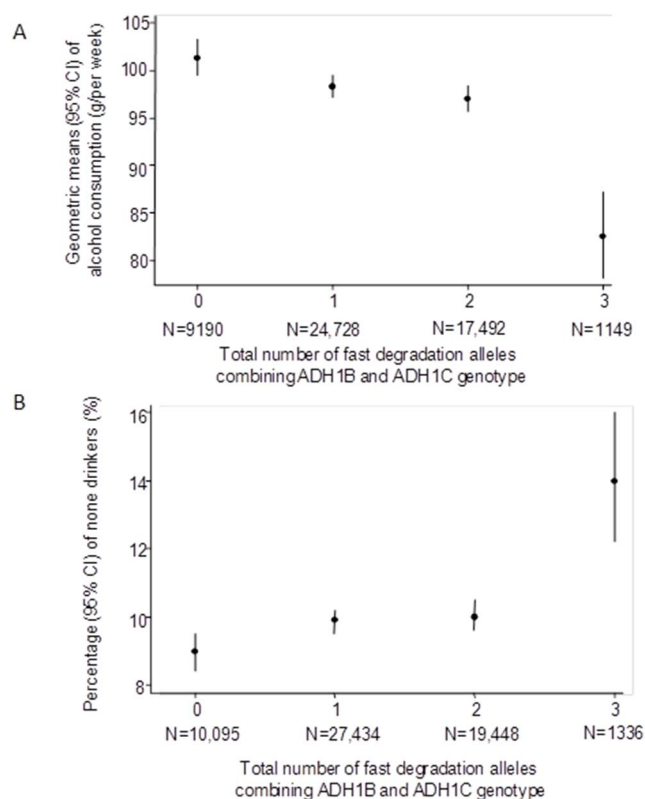 A
Geometric means (95% CI) of
alcohol consumption (g/per week)
105
100
95
90
85
80
0 1 2 3
N=9190 N=24,728 N=17,492 N=1149
Total number of fast degradation alleles
combining ADH1B and ADH1C genotype
B
Percentage (95% CI) of none drinkers (%)
16
14
12
10
8
0 1 2 3
N=10,095 N=27,434 N=19,448 N=1336
Total number of fast degradation alleles
combining ADH1B and ADH1C genotype